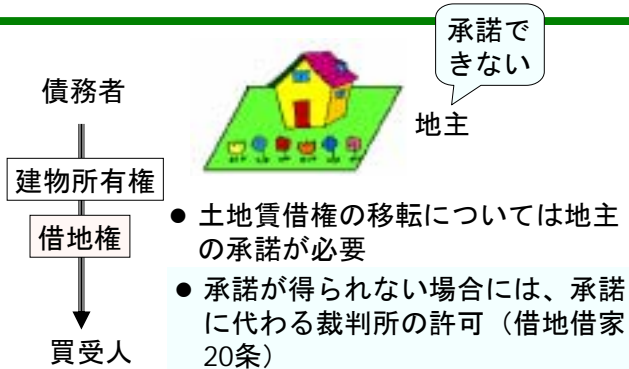 承諾で
きない
債務者
地主
建物所有権
借地権
● 土地賃借権の移転については地主
の承諾が必要
● 承諾が得られない場合には、承諾
に代わる裁判所の許可（借地借家
20条）
買受人